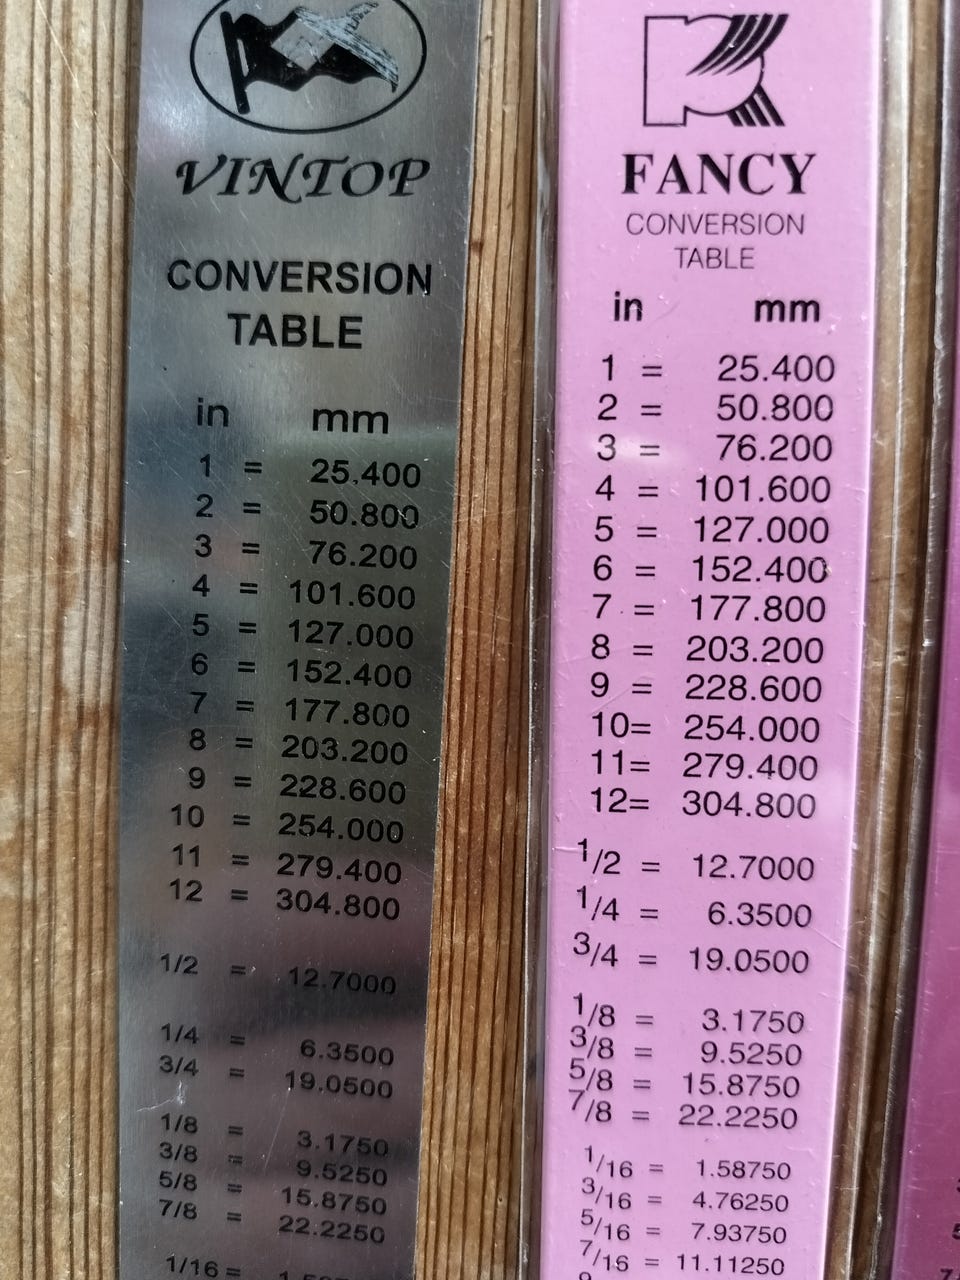 VINTOP
CONVERSION
TABLE
in mm
1 = 25.400
2 = 50.800
3 = 76.200
4 = 101.600
5 = 127.000
6 = 152.400
7 = 177.800
8 = 203.200
9 = 228.600
10 = 254.000
11 = 279.400
12 = 304.800
1/2 = 12.7000
1/4 = 6.3500
3/4 = 19.0500
1/8 = 3.1750
3/8 = 9.5250
5/8 = 15.8750
7/8 = 22.2250
1/16 =
FANCY
CONVERSION
TABLE
in mm
1 = 25.400
2 = 50.800
3 = 76.200
4 = 101.600
5 = 127.000
6 = 152.400
7 = 177.800
8 = 203.200
9 = 228.600
10= 254.000
11= 279.400
12= 304.800
1/2 = 12.7000
1/4 = 6.3500
3/4 = 19.0500
1/8 = 3.1750
3/8 = 9.5250
5/8 = 15.8750
7/8 = 22.2250
1/16 = 1.58750
3/16 = 4.76250
5/16 = 7.93750
7/16 = 11.11250